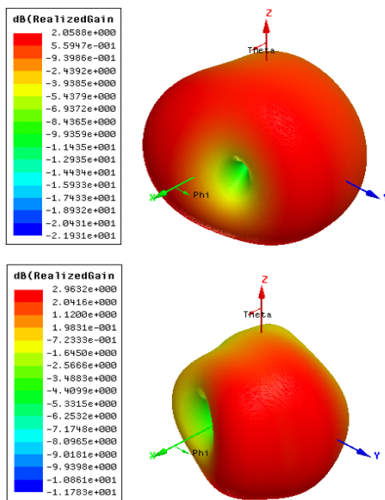 dB(RealizedGain
2.0588e+000
5.5947e-001
-9.3986e-001
-2.4392e+000
-3.9385e+000
-5.4379e+000
-6.9372e+000
-8.4365e+000
-9.9359e+000
-1.1435e+001
-1.2935e+001
-1.4434e+001
-1.5933e+001
-1.7433e+001
-1.8932e+001
-2.0431e+001
-2.1931e+001
Z
Theta
X
Phi
Y
dB(RealizedGain
2.9632e+000
2.0416e+000
1.1200e+000
1.9831e-001
-7.2333e-001
-1.6450e+000
-2.5666e+000
-3.4883e+000
-4.4099e+000
-5.3315e+000
-6.2532e+000
-7.1748e+000
-8.0965e+000
-9.0181e+000
-9.9398e+000
-1.0861e+001
-1.1783e+001
Z
Theta
X
Phi
Y